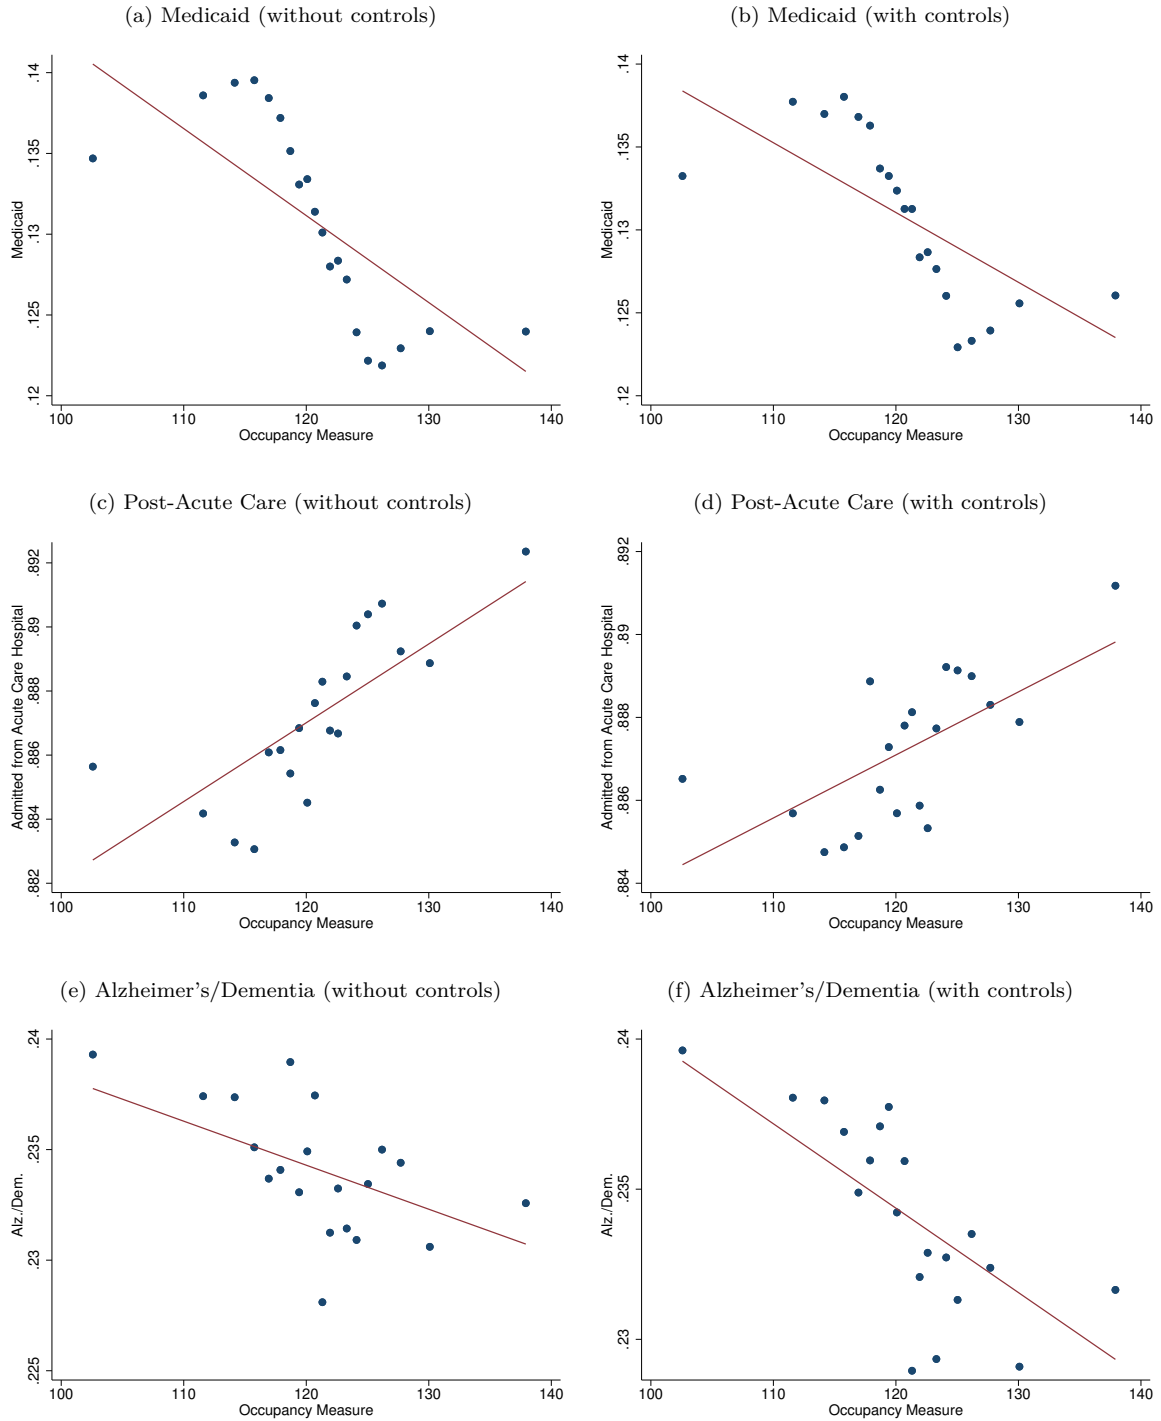 (a) Medicaid (without controls)
.14
.135
.13
.125
.12
Medicaid
100 110 120 130 140
Occupancy Measure
(b) Medicaid (with controls)
.14
.135
.13
.125
.12
Medicaid
100 110 120 130 140
Occupancy Measure
(c) Post-Acute Care (without controls)
.892
.89
.888
.886
.884
.882
Admitted from Acute Care Hospital
100 110 120 130 140
Occupancy Measure
(d) Post-Acute Care (with controls)
.892
.89
.888
.886
.884
Admitted from Acute Care Hospital
100 110 120 130 140
Occupancy Measure
(e) Alzheimer's/Dementia (without controls)
.24
.235
.23
.225
Alz./Dem.
100 110 120 130 140
Occupancy Measure
(f) Alzheimer's/Dementia (with controls)
.24
.235
.23
Alz./Dem.
100 110 120 130 140
Occupancy Measure